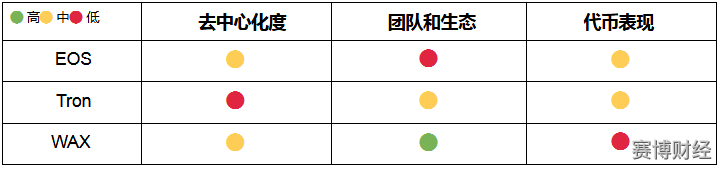 高 中 低 去中心化度 团队和生态 代币表现
EOS
Tron
WAX
赛博财经